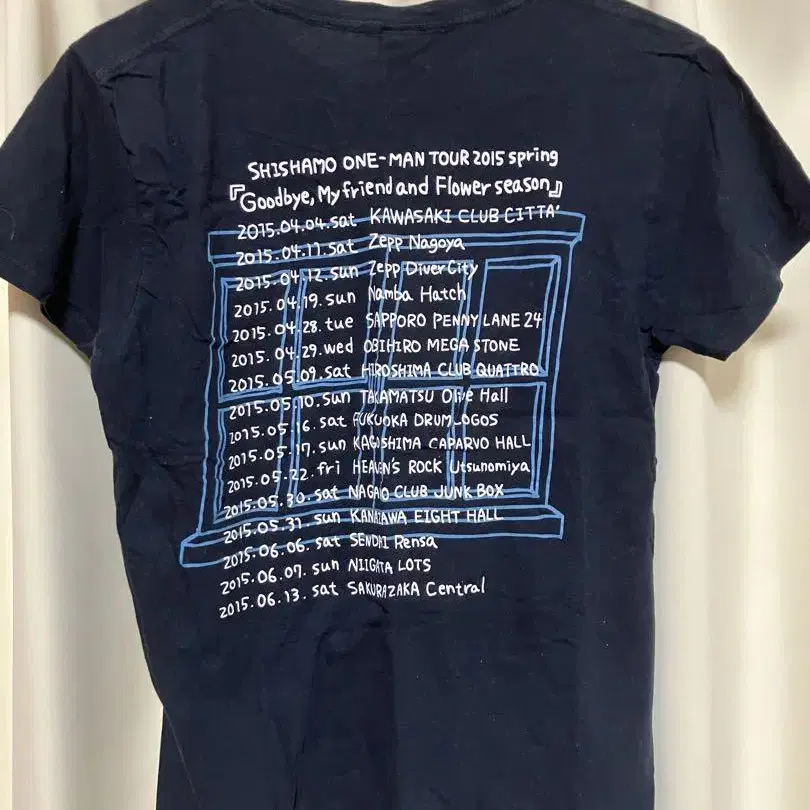 SHISHAMO ONE-MAN TOUR 2015 spring
『Goodbye, My friend and Flower season』
2015.04.04.sat KAWASAKI CLUB CITTA'
2015.04.11.sat Zepp Nagoya
2015.04.12.sun Zepp DiverCity
2015.04.19.sun Namba Hatch
2015.04.28.tue SAPPORO PENNY LANE 24
2015.04.29.wed OBIHIRO MEGA STONE
2015.05.09.sat HIROSHIMA CLUB QUATTRO
2015.05.10.sun TAKAMATSU Olive Hall
2015.05.16.sat FUKUOKA DRUM LOGOS
2015.05.17.sun KAGOSHIMA CAPARVO HALL
2015.05.22.fri HEAVEN'S ROCK Utsunomiya
2015.05.30.sat NAGANO CLUB JUNK BOX
2015.05.31.sun KANAZAWA EIGHT HALL
2015.06.06.sat SENDAI Rensa
2015.06.07.sun NIIGATA LOTS
2015.06.13.sat SAKURAZAKA Central